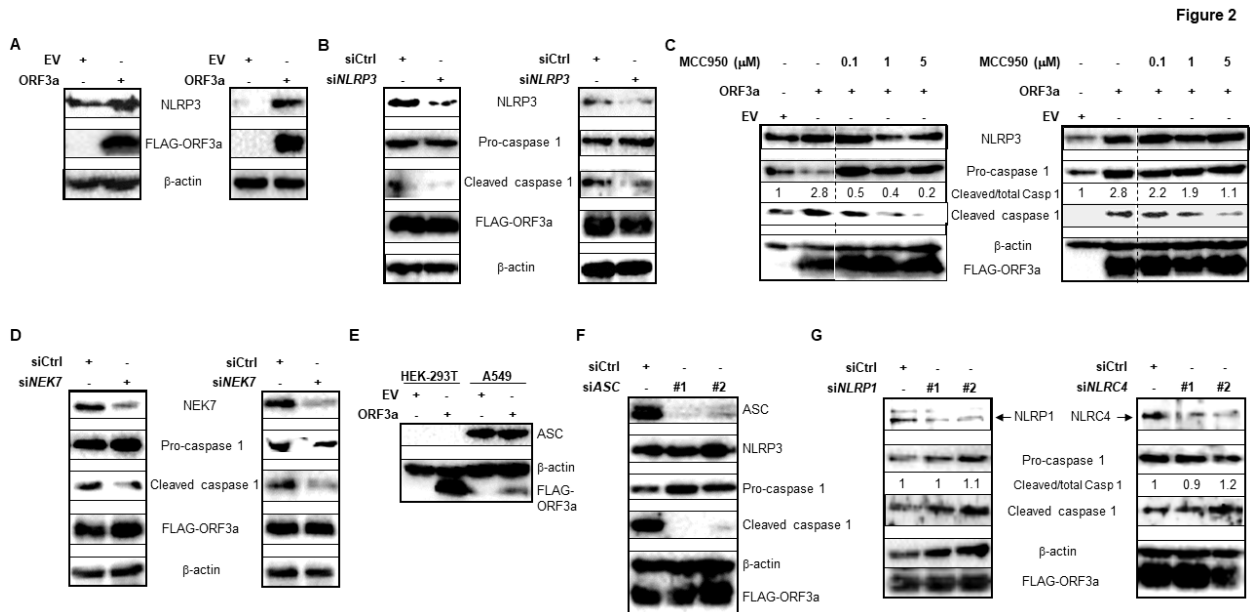 Figure 2
A
EV + - EV + -
ORF3a - + ORF3a - +
NLRP3
FLAG-ORF3a
β-actin
B
siCtrl + - siCtrl + -
siNLRP3 - + siNLRP3 - +
NLRP3
Pro-caspase 1
Cleaved caspase 1
FLAG-ORF3a
β-actin
C
MCC950 (μM) - - 0.1 1 5 MCC950 (μM) - - 0.1 1 5
ORF3a - + + + + ORF3a - + + + +
EV + - - - - EV + - - - -
NLRP3
Pro-caspase 1
1 2.8 0.5 0.4 0.2 Cleaved/total Casp 1 1 2.8 2.2 1.9 1.1
Cleaved caspase 1
β-actin
FLAG-ORF3a
D
siCtrl + - siCtrl + -
siNEK7 - + siNEK7 - +
NEK7
Pro-caspase 1
Cleaved caspase 1
FLAG-ORF3a
β-actin
E
HEK-293T A549
EV + - + -
ORF3a - + - +
ASC
β-actin
FLAG-
ORF3a
F
siCtrl + - -
siASC - #1 #2
ASC
NLRP3
Pro-caspase 1
Cleaved caspase 1
β-actin
FLAG-ORF3a
G
siCtrl + - - siCtrl + - -
siNLRP1 - #1 #2 siNLRC4 - #1 #2
NLRP1 NLRC4
Pro-caspase 1
1 1 1.1 Cleaved/total Casp 1 1 0.9 1.2
Cleaved caspase 1
β-actin
FLAG-ORF3a